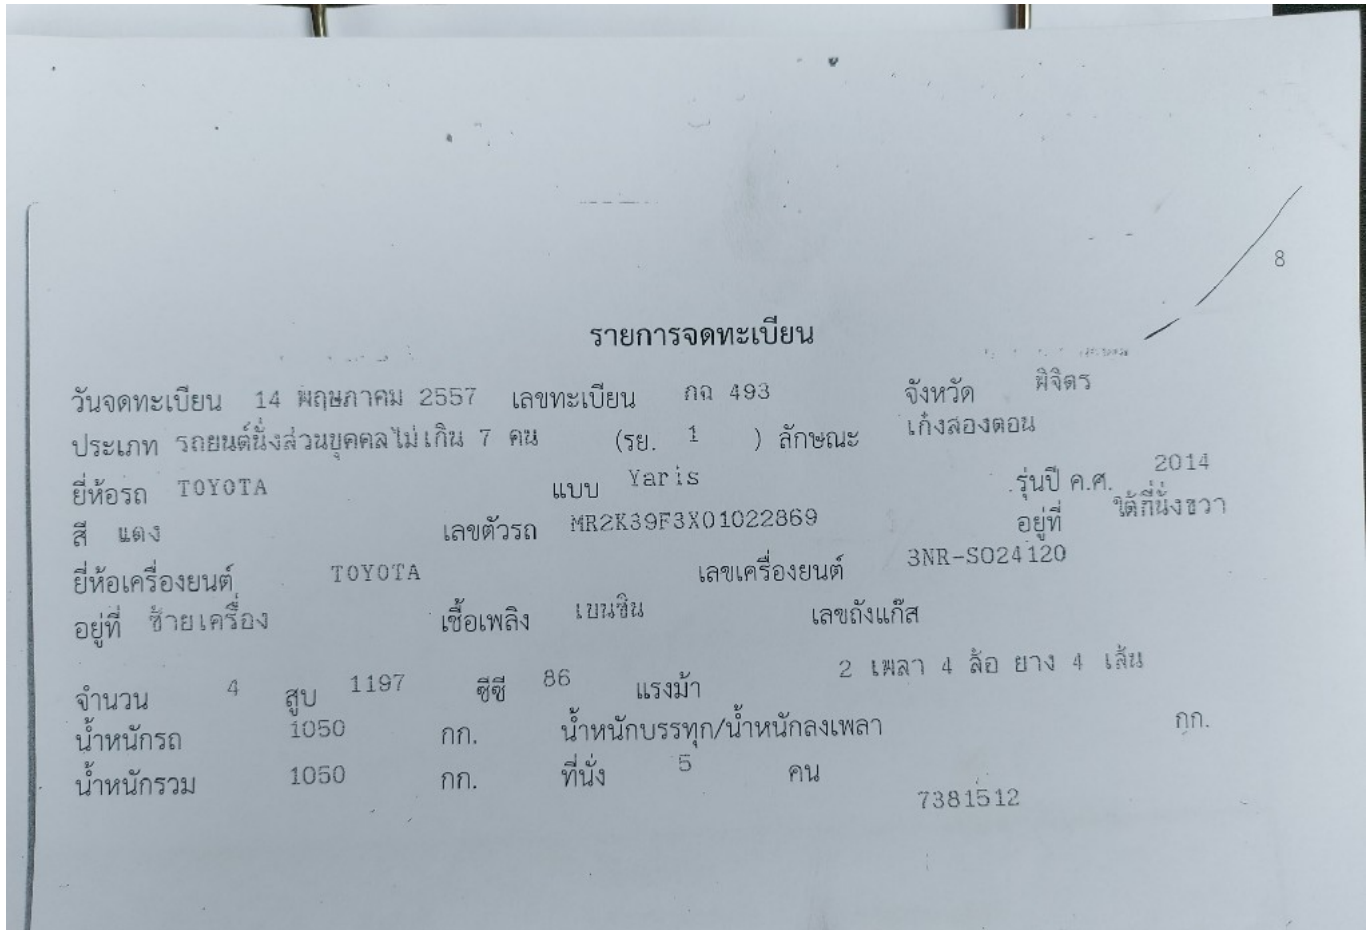 8
รายการจดทะเบียน
วันจดทะเบียน 14 พฤษภาคม 2557 เลขทะเบียน กฉ 493 จังหวัด พิจิตร
ประเภท รถยนต์นั่งส่วนบุคคลไม่เกิน 7 คน (รย. 1 ) ลักษณะ เก๋งสองตอน
ยี่ห้อรถ TOYOTA แบบ Yaris รุ่นปี ค.ศ. 2014
สี แดง เลขตัวรถ MR2K39F3X01022869 อยู่ที่ ใต้ที่นั่งขวา
ยี่ห้อเครื่องยนต์ TOYOTA เลขเครื่องยนต์ 3NR-S024120
อยู่ที่ ซ้ายเครื่อง เชื้อเพลิง เบนซิน เลขถังแก๊ส
จำนวน 4 สูบ 1197 ซีซี 86 แรงม้า 2 เพลา 4 ล้อ ยาง 4 เส้น
น้ำหนักรถ 1050 กก. น้ำหนักบรรทุก/น้ำหนักลงเพลา กก.
น้ำหนักรวม 1050 กก. ที่นั่ง 5 คน
7381512